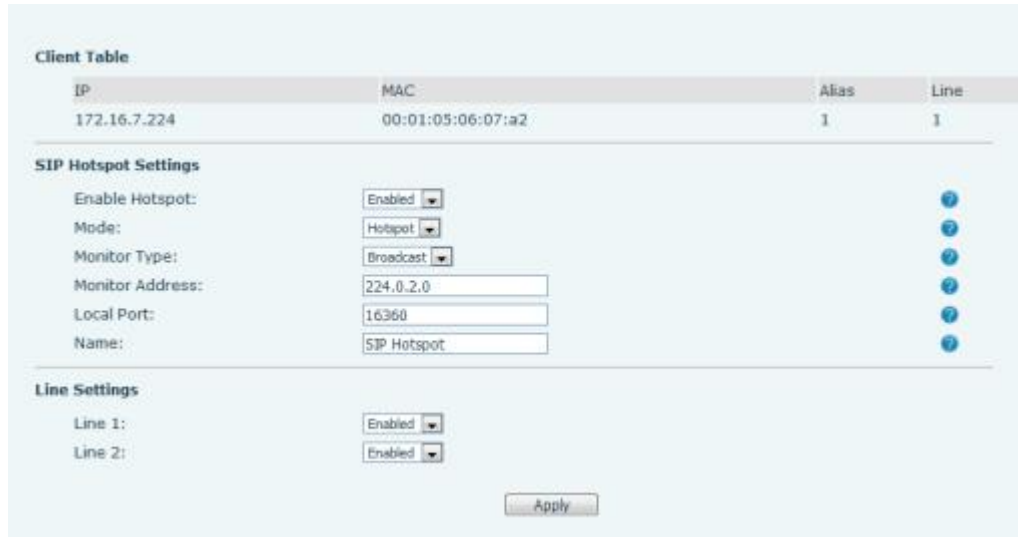 Client Table
IP MAC Alias Line
172.16.7.224 00:01:05:06:07:a2 1 1
SIP Hotspot Settings
Enable Hotspot: Enabled ?
Mode: Hotspot ?
Monitor Type: Broadcast ?
Monitor Address: 224.0.2.0 ?
Local Port: 16360 ?
Name: SIP Hotspot ?
Line Settings
Line 1: Enabled
Line 2: Enabled
Apply